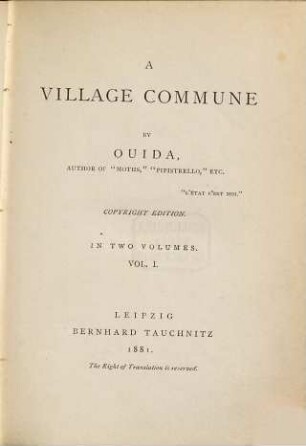 A
VILLAGE COMMUNE
BY
OUIDA,
AUTHOR OF "MOTHS," "PIPISTRELLO," ETC.
"L'ÉTAT C'EST MOI."
COPYRIGHT EDITION.
IN TWO VOLUMES.
VOL. I.
LEIPZIG
BERNHARD TAUCHNITZ
1881.
The Right of Translation is reserved.